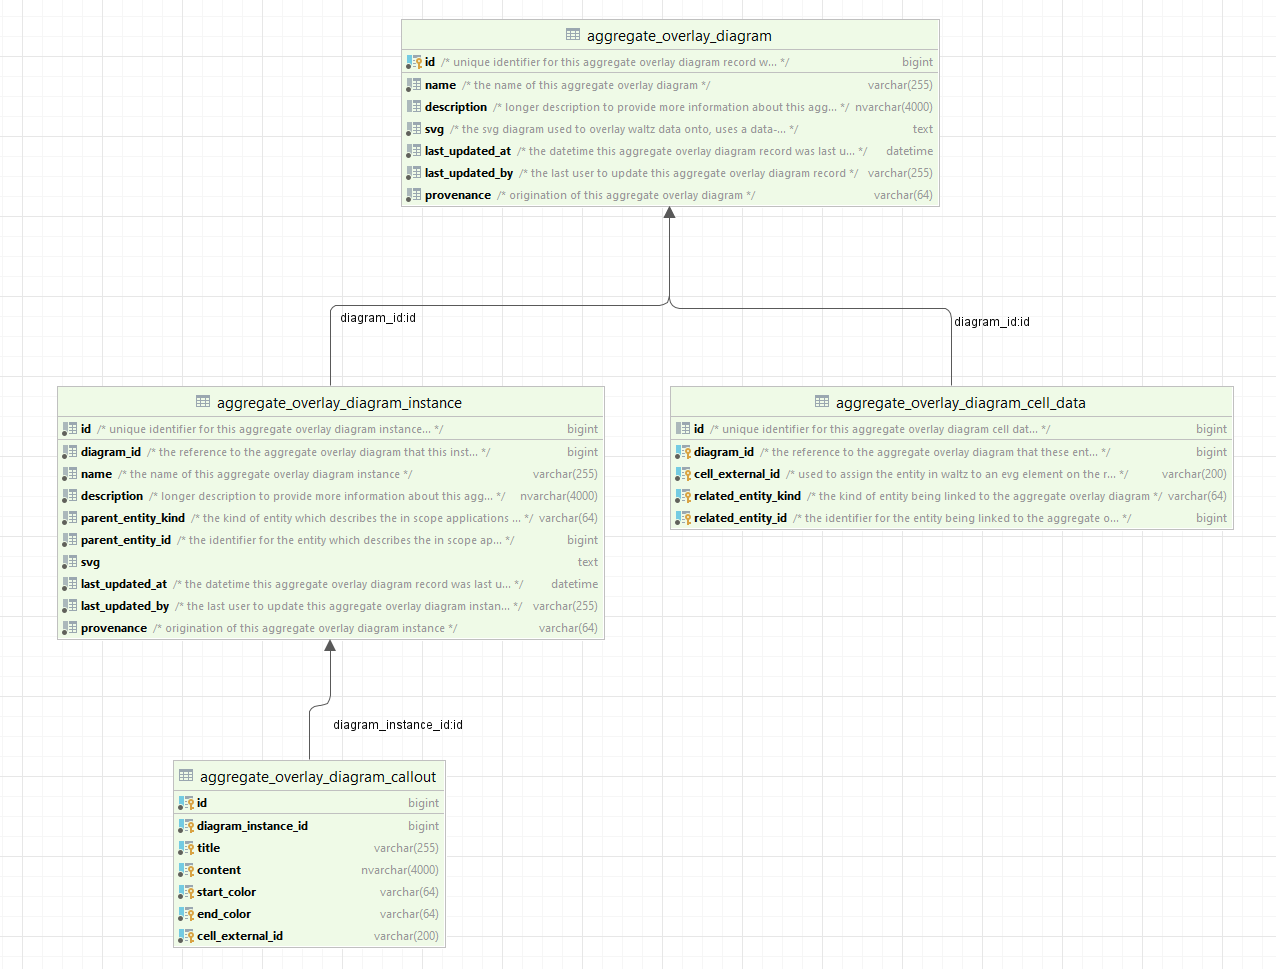 aggregate_overlay_diagram
id /* unique identifier for this aggregate overlay diagram record w... */ bigint
name /* the name of this aggregate overlay diagram */ varchar(255)
description /* longer description to provide more information about this agg... */ nvarchar(4000)
svg /* the svg diagram used to overlay waltz data onto, uses a data-... */ text
last_updated_at /* the datetime this aggregate overlay diagram record was last u... */ datetime
last_updated_by /* the last user to update this aggregate overlay diagram record */ varchar(255)
provenance /* origination of this aggregate overlay diagram */ varchar(64)
diagram_id:id
diagram_id:id
aggregate_overlay_diagram_instance
id /* unique identifier for this aggregate overlay diagram instance... */ bigint
diagram_id /* the reference to the aggregate overlay diagram that this inst... */ bigint
name /* the name of this aggregate overlay diagram instance */ varchar(255)
description /* longer description to provide more information about this agg... */ nvarchar(4000)
parent_entity_kind /* the kind of entity which describes the in scope applications ... */ varchar(64)
parent_entity_id /* the identifier for the entity which describes the in scope ap... */ bigint
svg text
last_updated_at /* the datetime this aggregate overlay diagram record was last u... */ datetime
last_updated_by /* the last user to update this aggregate overlay diagram instan... */ varchar(255)
provenance /* origination of this aggregate overlay diagram instance */ varchar(64)
aggregate_overlay_diagram_cell_data
id /* unique identifier for this aggregate overlay diagram cell dat... */ bigint
diagram_id /* the reference to the aggregate overlay diagram that these ent... */ bigint
cell_external_id /* used to assign the entity in waltz to an evg element on the r... */ varchar(200)
related_entity_kind /* the kind of entity being linked to the aggregate overlay diagram */ varchar(64)
related_entity_id /* the identifier for the entity being linked to the aggregate o... */ bigint
diagram_instance_id:id
aggregate_overlay_diagram_callout
id bigint
diagram_instance_id bigint
title varchar(255)
content nvarchar(4000)
start_color varchar(64)
end_color varchar(64)
cell_external_id varchar(200)